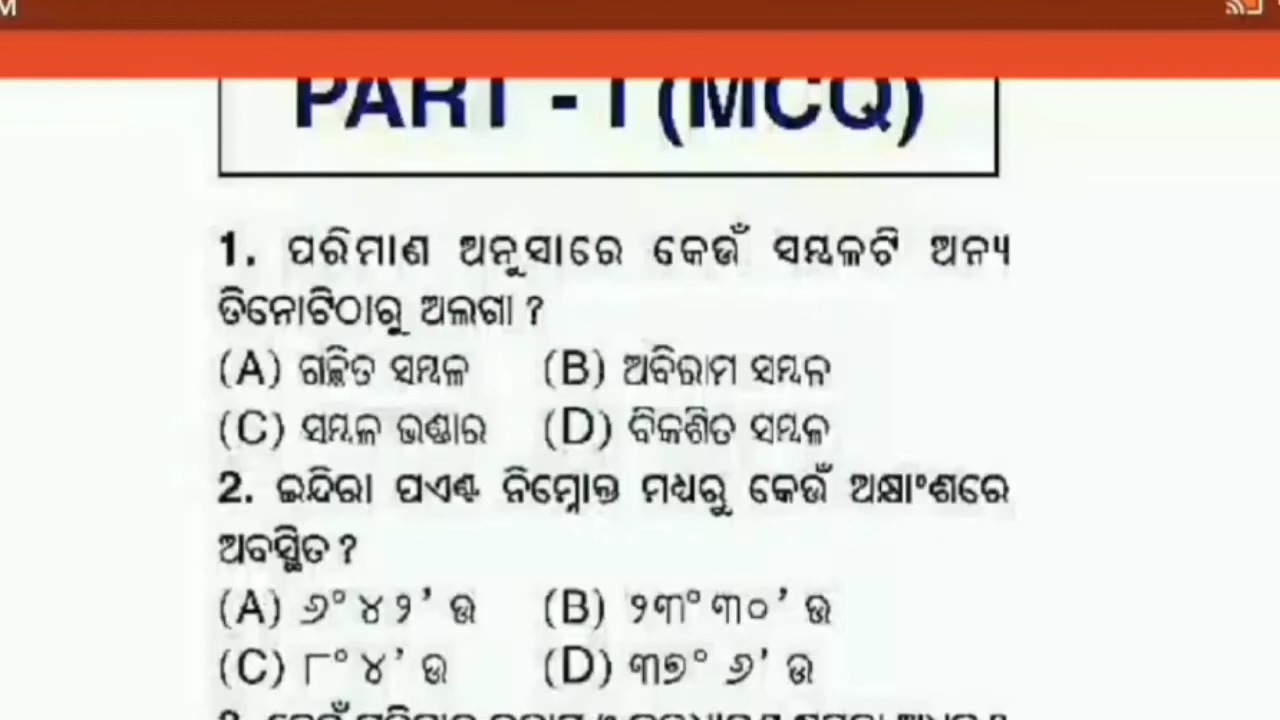 M
PART - I (MCQ)
1. ପରିମାଣ ଅନୁସାରେ କେଉଁ ସମ୍ବଳଟି ଅନ୍ୟ
ତିନୋଟିଠାରୁ ଅଲଗା ?
(A) ଗଚ୍ଛିତ ସମ୍ବଳ (B) ଅବିରାମ ସମ୍ବଳ
(C) ସମ୍ବଳ ଭଣ୍ଡାର (D) ବିକଶିତ ସମ୍ବଳ
2. ଇନ୍ଦିରା ପଏଣ୍ଟ ନିମ୍ନୋକ୍ତ ମଧ୍ୟରୁ କେଉଁ ଅକ୍ଷାଂଶରେ
ଅବସ୍ଥିତ ?
(A) ୬° ୪୨’ ଉ (B) ୨୩° ୩୦’ ଉ
(C) ୮° ୪’ ଉ (D) ୩୭° ୬’ ଉ